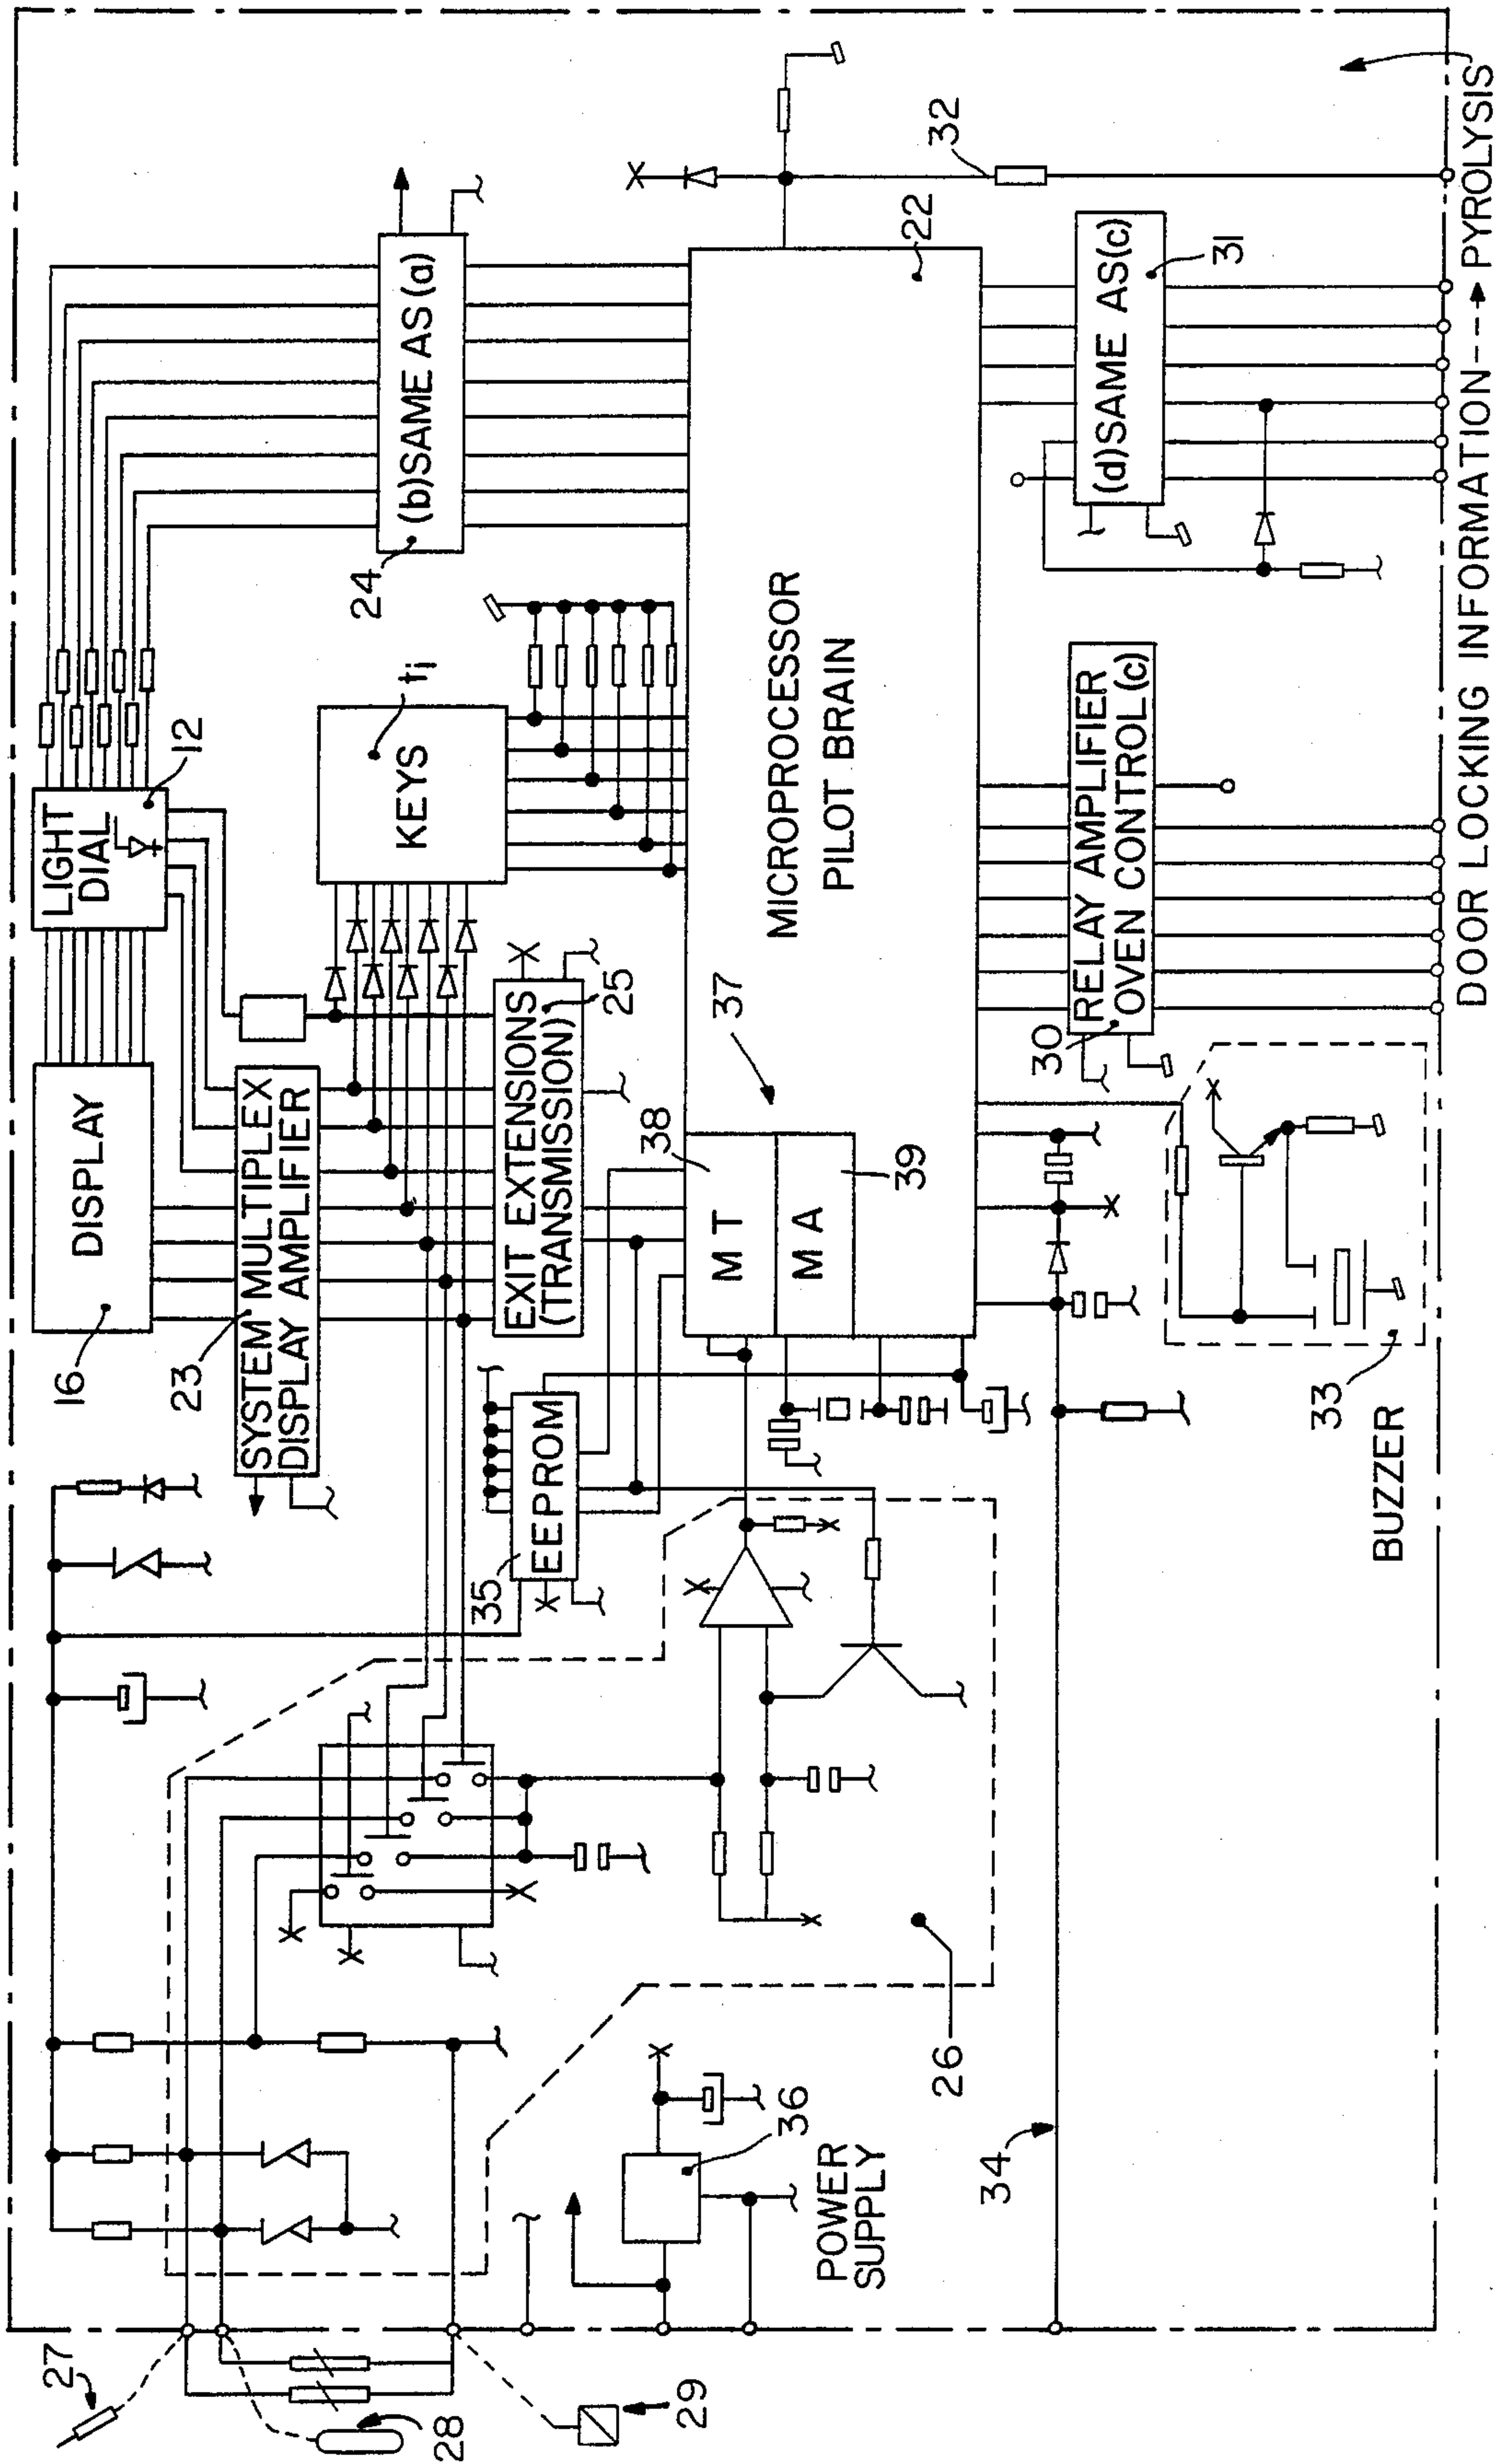 27
28
29
16
DISPLAY
LIGHT
DIAL
12
23
SYSTEM MULTIPLEX
DISPLAY AMPLIFIER
KEYS
ti
24
(b) SAME AS (a)
35
EEPROM
EXIT EXTENSIONS
(TRANSMISSION)
25
38
MT
MA
39
37
MICROPROCESSOR
PILOT BRAIN
22
32
36
POWER
SUPPLY
26
34
BUZZER
33
30
RELAY AMPLIFIER
OVEN CONTROL (c)
(d) SAME AS (c)
31
DOOR LOCKING INFORMATION---→ PYROLYSIS